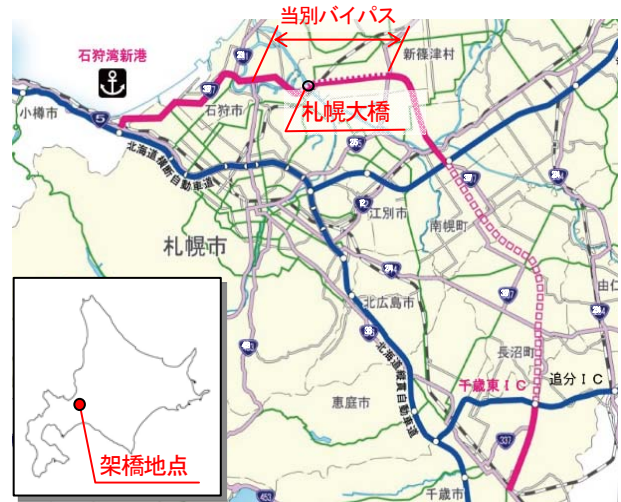 当別バイパス
石狩湾新港
新篠津村
小樽市
5
石狩市
札幌大橋
北海道横断自動車道
12
江別市
南幌町
札幌市
由仁
北広島市
長沼町
北海道縦貫自動車道
千歳東IC
追分IC
恵庭市
架橋地点
337
千歳市
453